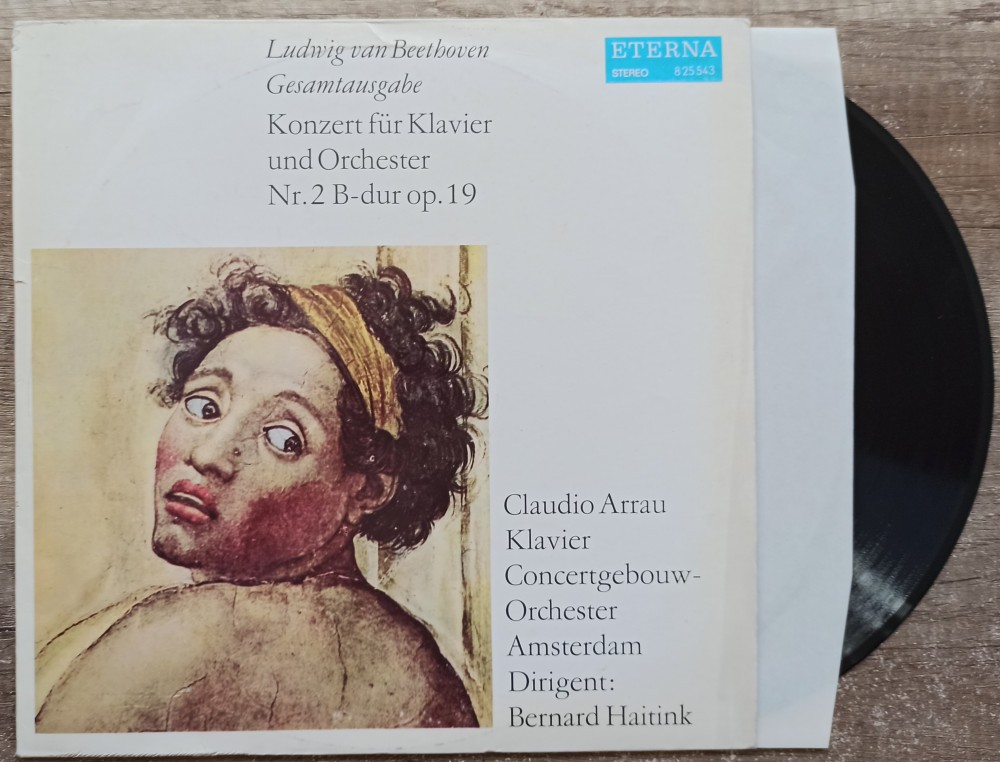 Ludwig van Beethoven
Gesamtausgabe
Konzert für Klavier
und Orchester
Nr. 2 B-dur op. 19
ETERNA
STEREO 8 25 543
Claudio Arrau
Klavier
Concertgebouw-
Orchester
Amsterdam
Dirigent:
Bernard Haitink